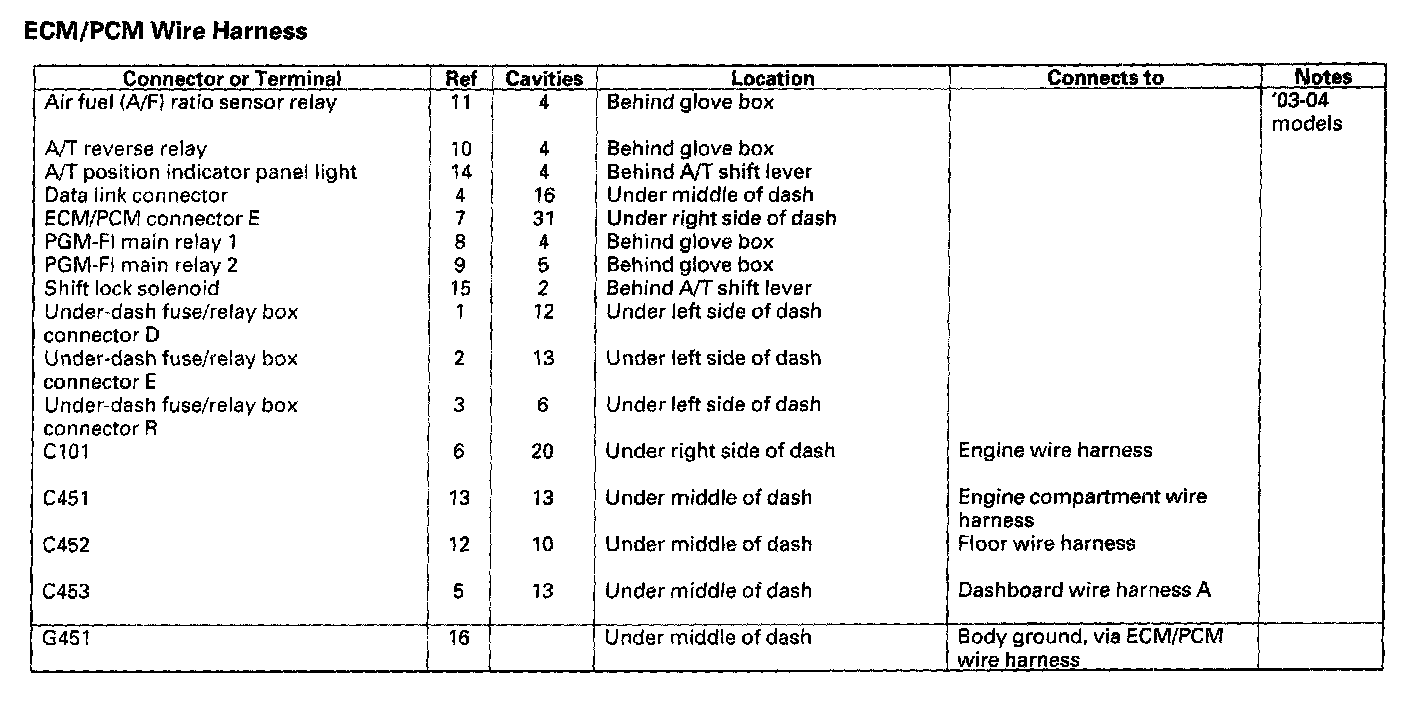 ECM/PCM Wire Harness
Connector or Terminal Ref Cavities Location Connects to Notes
Air fuel (A/F) ratio sensor relay 11 4 Behind glove box '03-04
models
A/T reverse relay 10 4 Behind glove box
A/T position indicator panel light 14 4 Behind A/T shift lever
Data link connector 4 16 Under middle of dash
ECM/PCM connector E 7 31 Under right side of dash
PGM-FI main relay 1 8 4 Behind glove box
PGM-FI main relay 2 9 5 Behind glove box
Shift lock solenoid 15 2 Behind A/T shift lever
Under-dash fuse/relay box 1 12 Under left side of dash
connector D
Under-dash fuse/relay box 2 13 Under left side of dash
connector E
Under-dash fuse/relay box 3 6 Under left side of dash
connector R
C101 6 20 Under right side of dash Engine wire harness
C451 13 13 Under middle of dash Engine compartment wire
harness
C452 12 10 Under middle of dash Floor wire harness
C453 5 13 Under middle of dash Dashboard wire harness A
G451 16 Under middle of dash Body ground, via ECM/PCM
wire harness